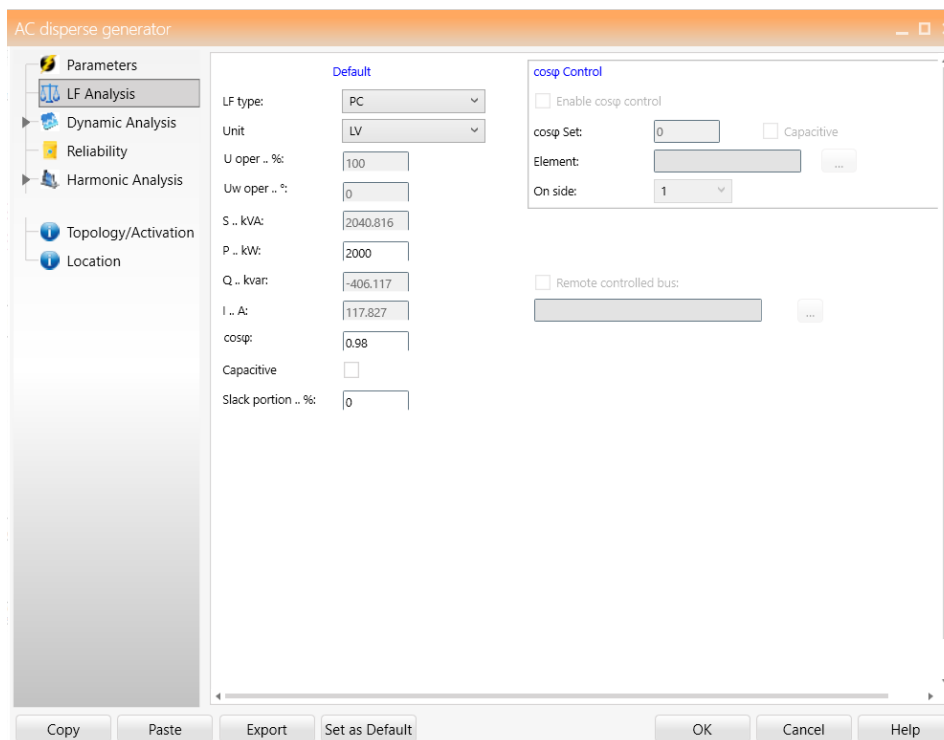 AC disperse generator
Parameters
LF Analysis
Dynamic Analysis
Reliability
Harmonic Analysis
Topology/Activation
Location
Default
LF type: PC
Unit LV
U oper .. %: 100
Uw oper .. °: 0
S .. kVA: 2040.816
P .. kW: 2000
Q .. kvar: -406.117
I .. A: 117.827
cosφ: 0.98
Capacitive
Slack portion .. %: 0
cosφ Control
Enable cosφ control
cosφ Set: 0 Capacitive
Element: ...
On side: 1
Remote controlled bus:
...
Copy Paste Export Set as Default OK Cancel Help